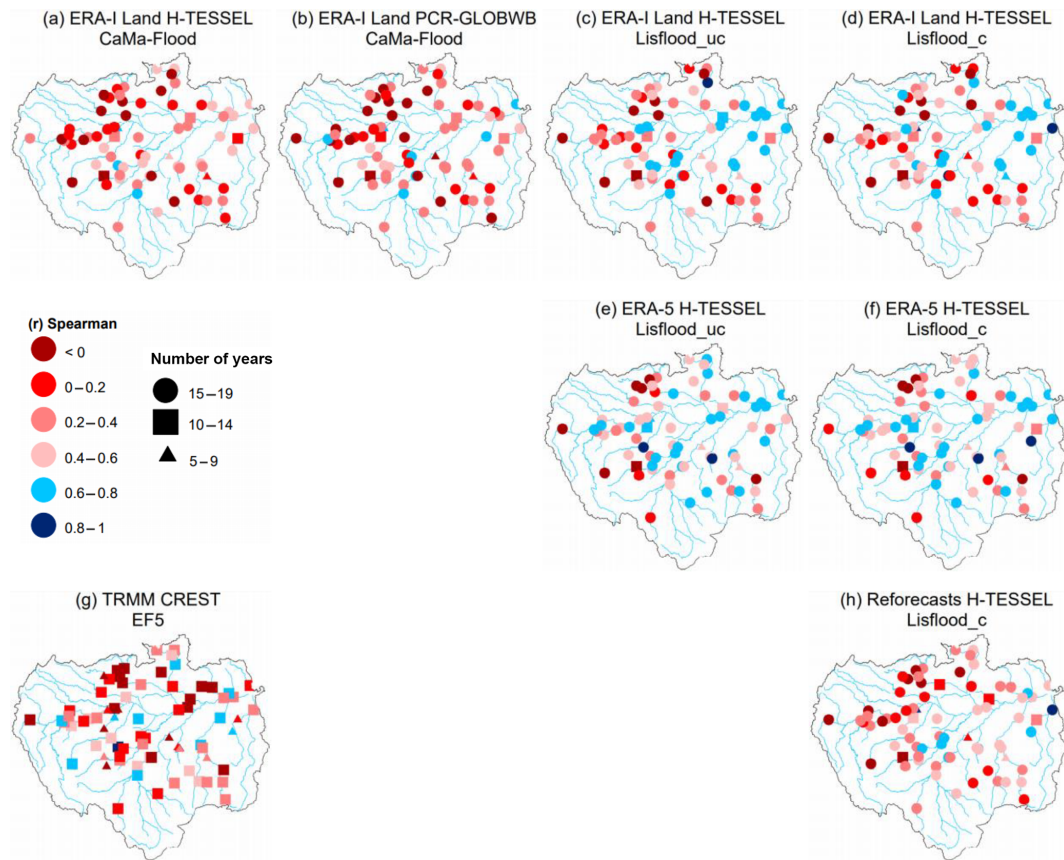 (a) ERA-I Land H-TESSEL
CaMa-Flood
(b) ERA-I Land PCR-GLOBWB
CaMa-Flood
(c) ERA-I Land H-TESSEL
Lisflood_uc
(d) ERA-I Land H-TESSEL
Lisflood_c
(r) Spearman
< 0
0–0.2
0.2–0.4
0.4–0.6
0.6–0.8
0.8–1
Number of years
15–19
10–14
5–9
(e) ERA-5 H-TESSEL
Lisflood_uc
(f) ERA-5 H-TESSEL
Lisflood_c
(g) TRMM CREST
EF5
(h) Reforecasts H-TESSEL
Lisflood_c